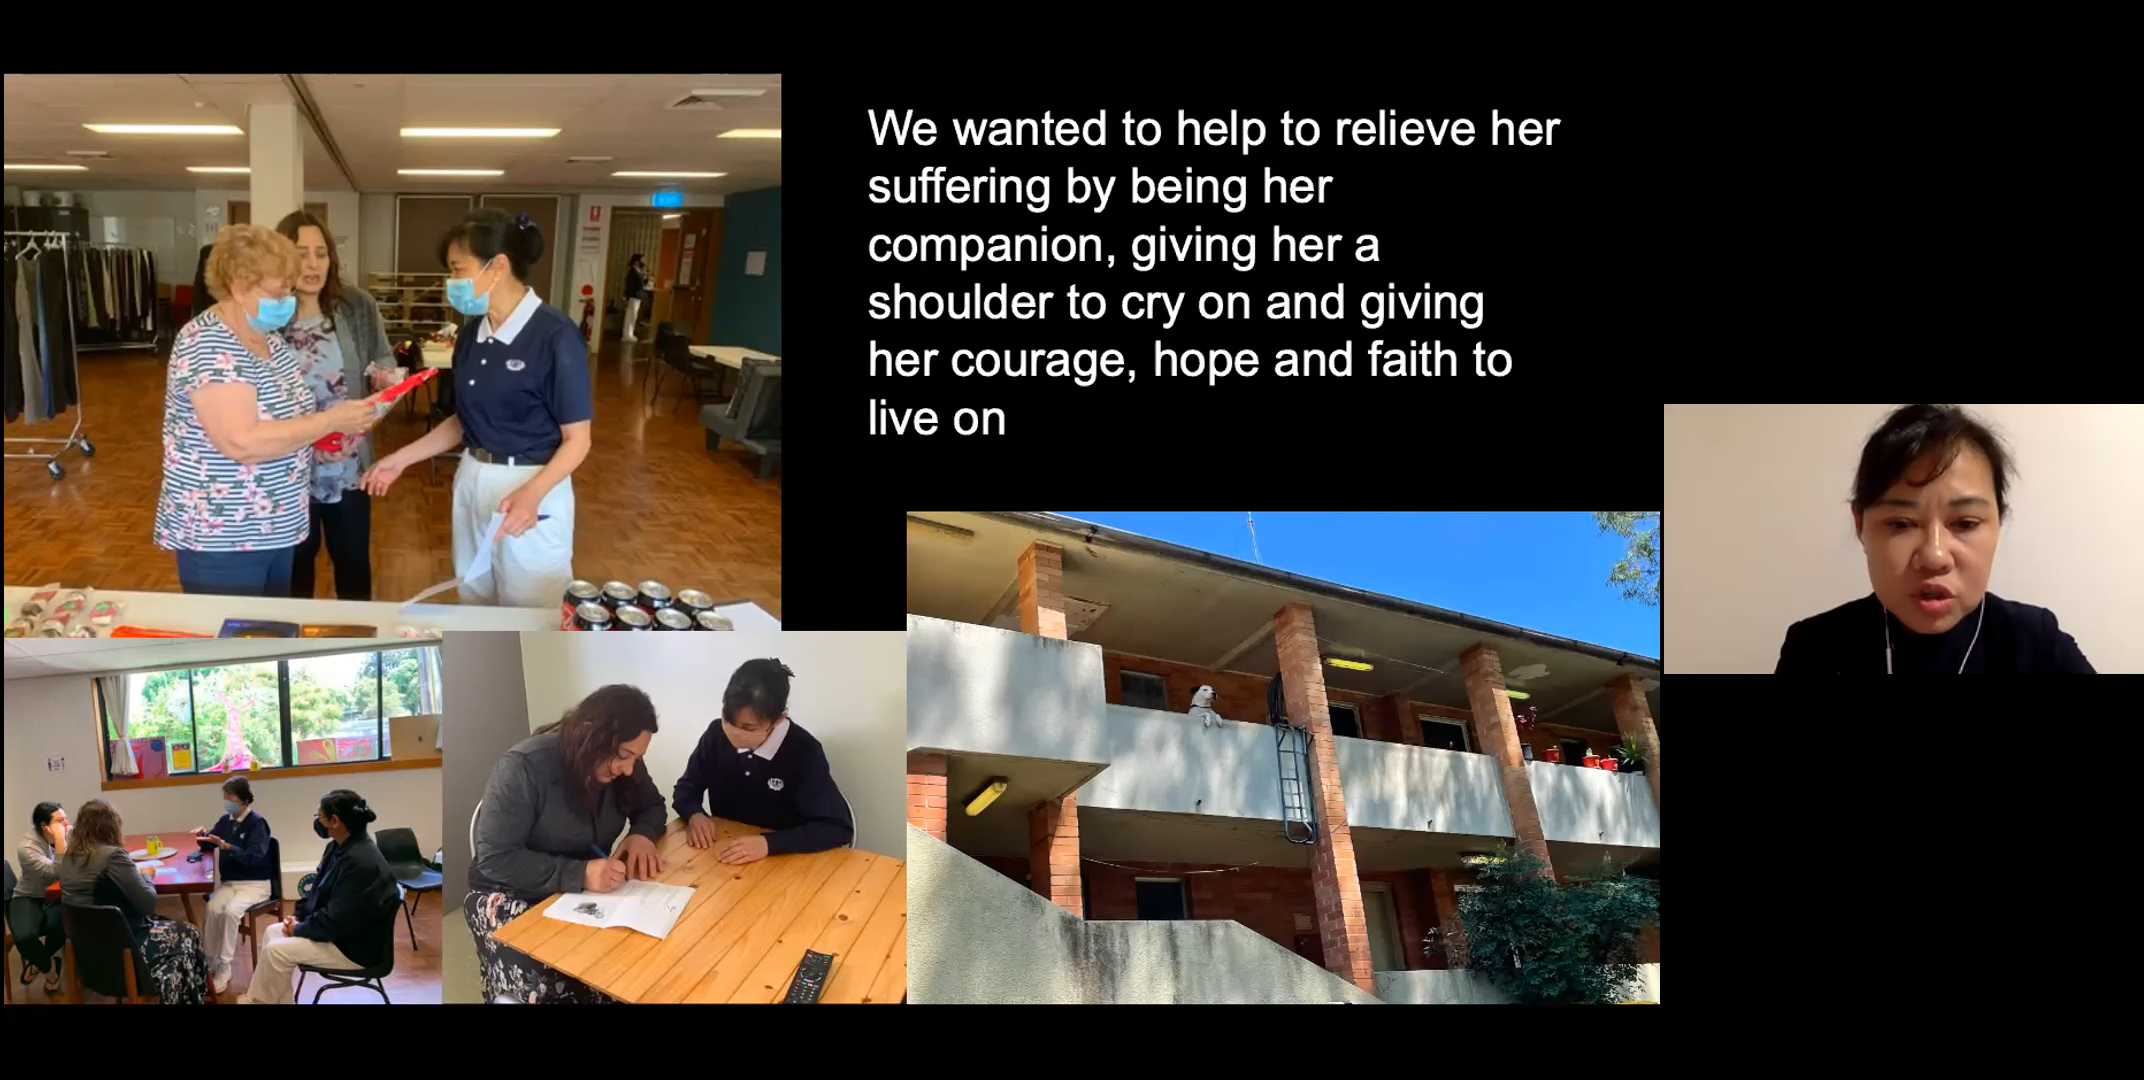 We wanted to help to relieve her
suffering by being her
companion, giving her a
shoulder to cry on and giving
her courage, hope and faith to
live on